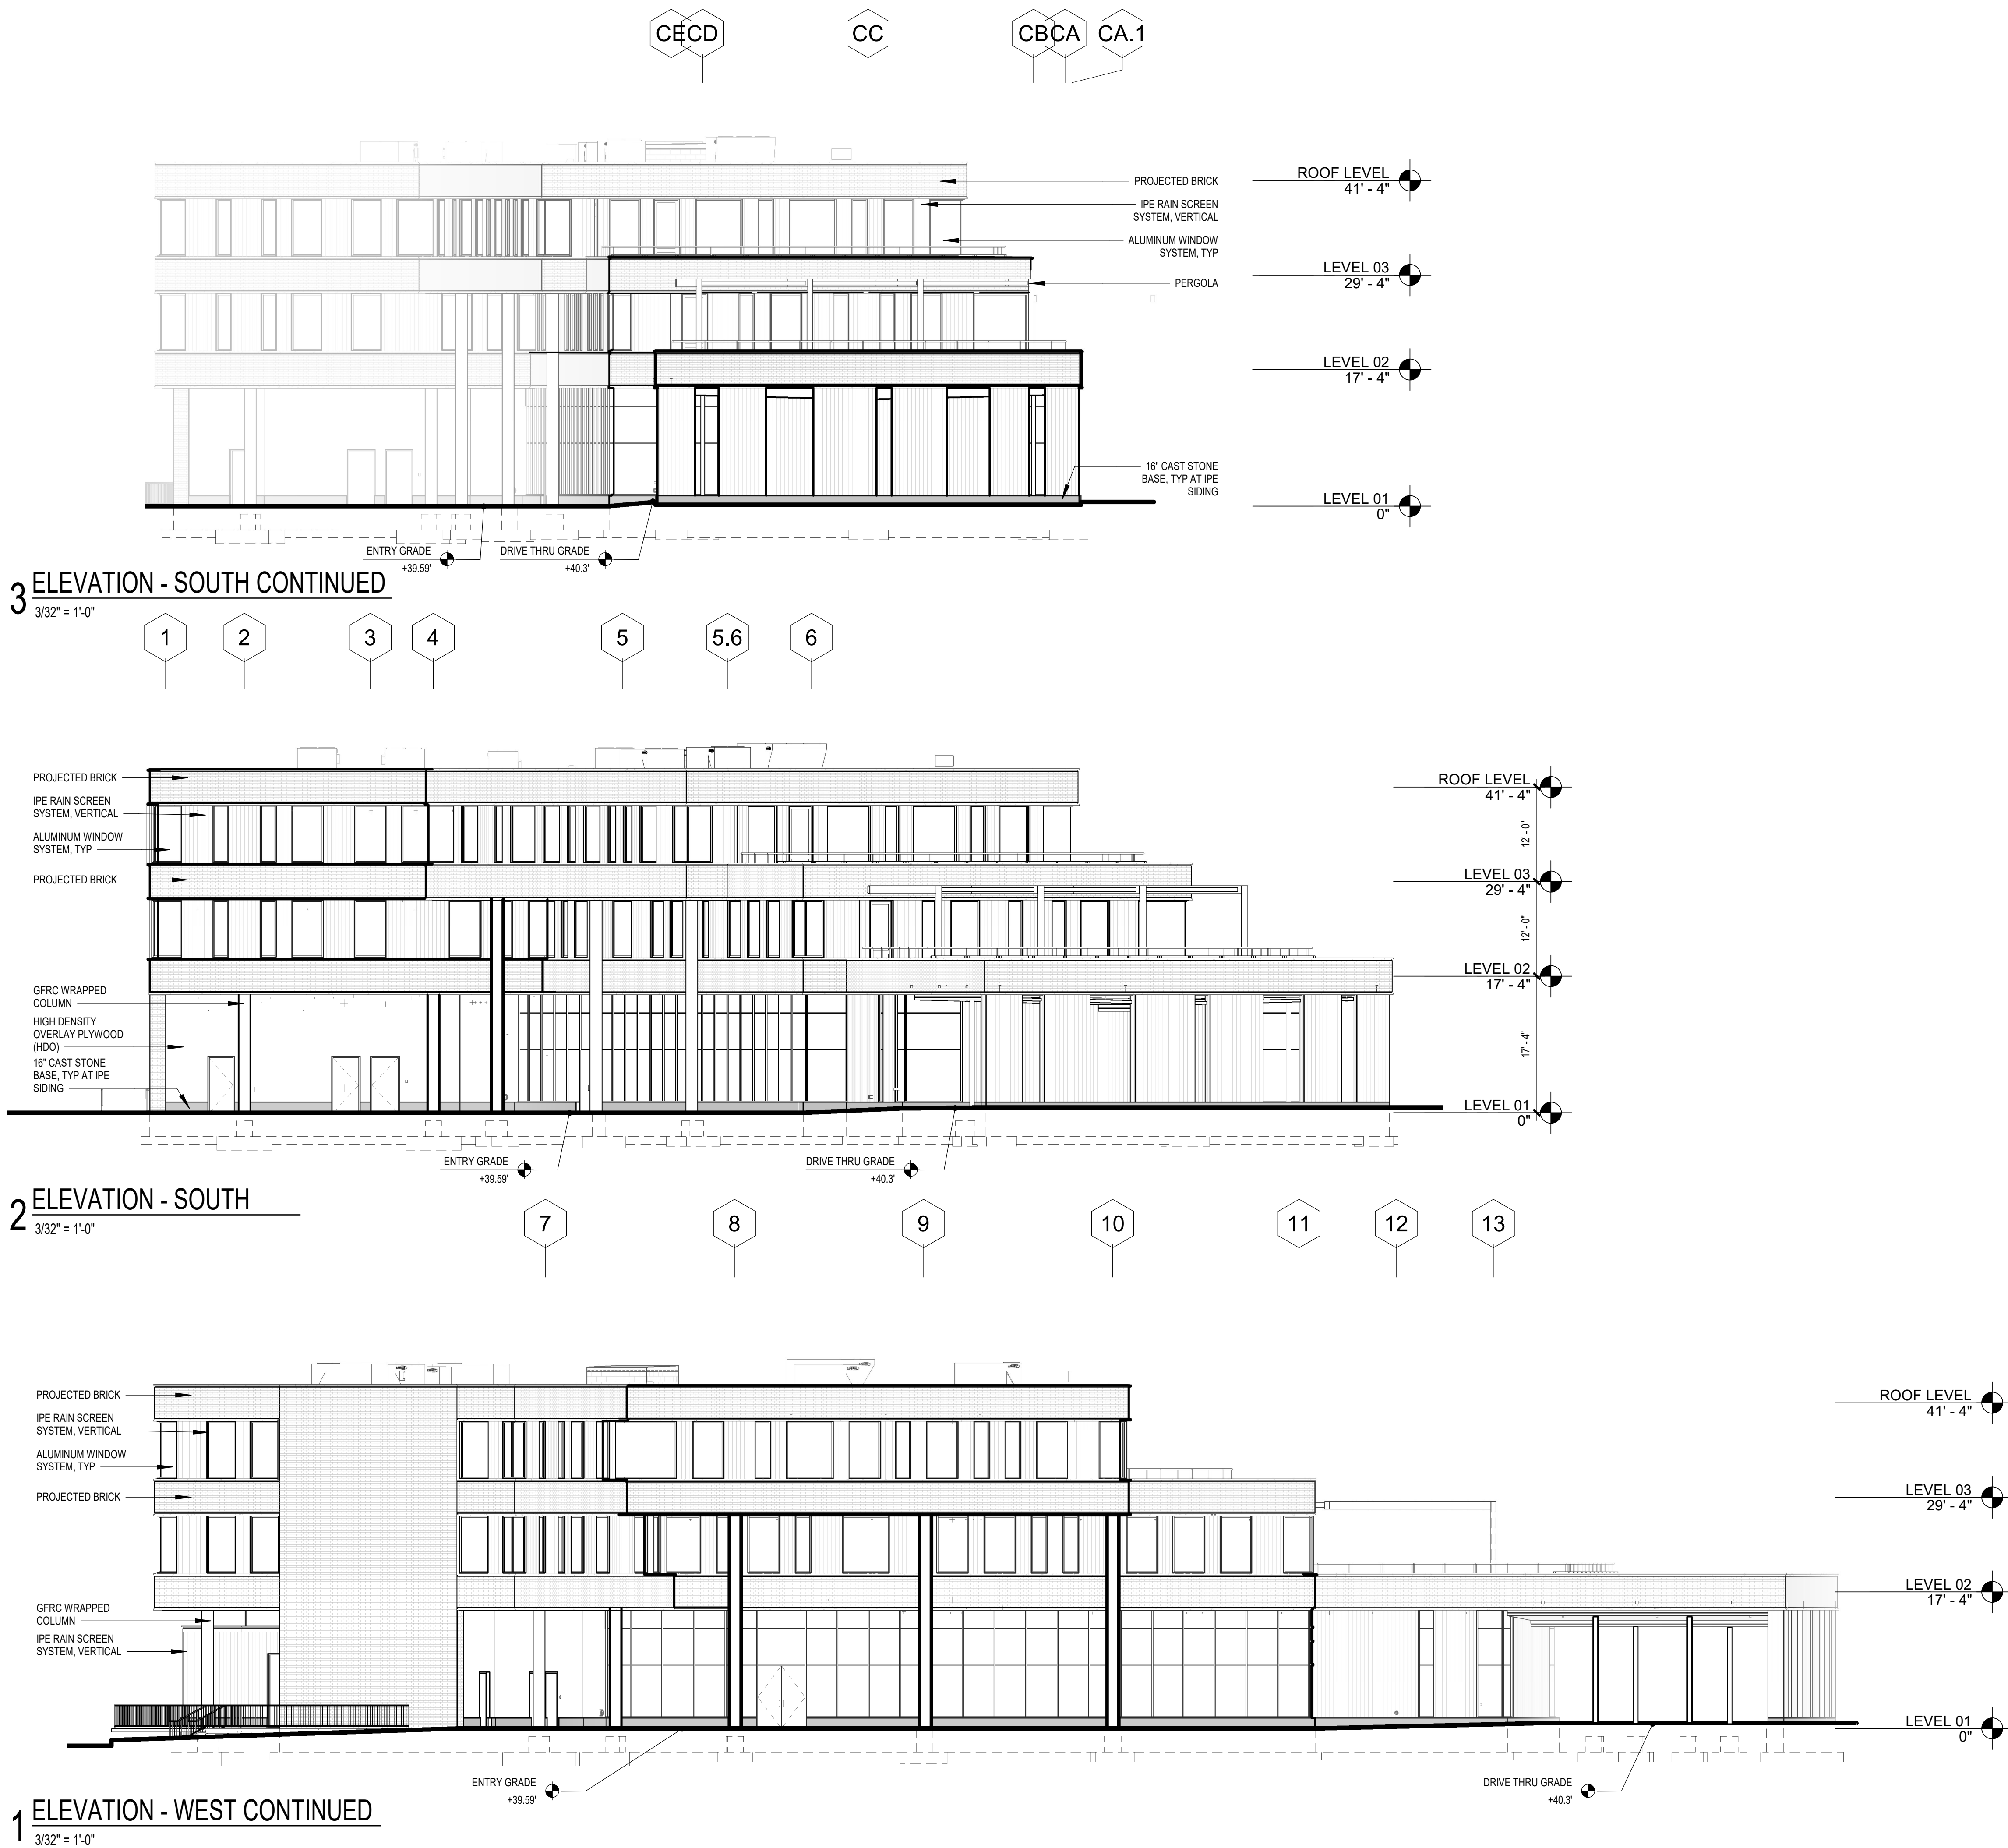 CE CD CC CB CA CA.1
PROJECTED BRICK
IPE RAIN SCREEN
SYSTEM, VERTICAL
ALUMINUM WINDOW
SYSTEM, TYP
PERGOLA
16" CAST STONE
BASE, TYP AT IPE
SIDING
ROOF LEVEL
41' - 4"
LEVEL 03
29' - 4"
LEVEL 02
17' - 4"
LEVEL 01
0"
ENTRY GRADE
+39.59'
DRIVE THRU GRADE
+40.3'
3 ELEVATION - SOUTH CONTINUED
3/32" = 1'-0"
1 2 3 4 5 5.6 6
PROJECTED BRICK
IPE RAIN SCREEN
SYSTEM, VERTICAL
ALUMINUM WINDOW
SYSTEM, TYP
PROJECTED BRICK
GFRC WRAPPED
COLUMN
HIGH DENSITY
OVERLAY PLYWOOD
(HDO)
16" CAST STONE
BASE, TYP AT IPE
SIDING
ROOF LEVEL
41' - 4"
12' - 0"
LEVEL 03
29' - 4"
12' - 0"
LEVEL 02
17' - 4"
17' - 4"
LEVEL 01
0"
ENTRY GRADE
+39.59'
DRIVE THRU GRADE
+40.3'
2 ELEVATION - SOUTH
3/32" = 1'-0"
7 8 9 10 11 12 13
PROJECTED BRICK
IPE RAIN SCREEN
SYSTEM, VERTICAL
ALUMINUM WINDOW
SYSTEM, TYP
PROJECTED BRICK
GFRC WRAPPED
COLUMN
IPE RAIN SCREEN
SYSTEM, VERTICAL
ROOF LEVEL
41' - 4"
LEVEL 03
29' - 4"
LEVEL 02
17' - 4"
LEVEL 01
0"
ENTRY GRADE
+39.59'
DRIVE THRU GRADE
+40.3'
1 ELEVATION - WEST CONTINUED
3/32" = 1'-0"